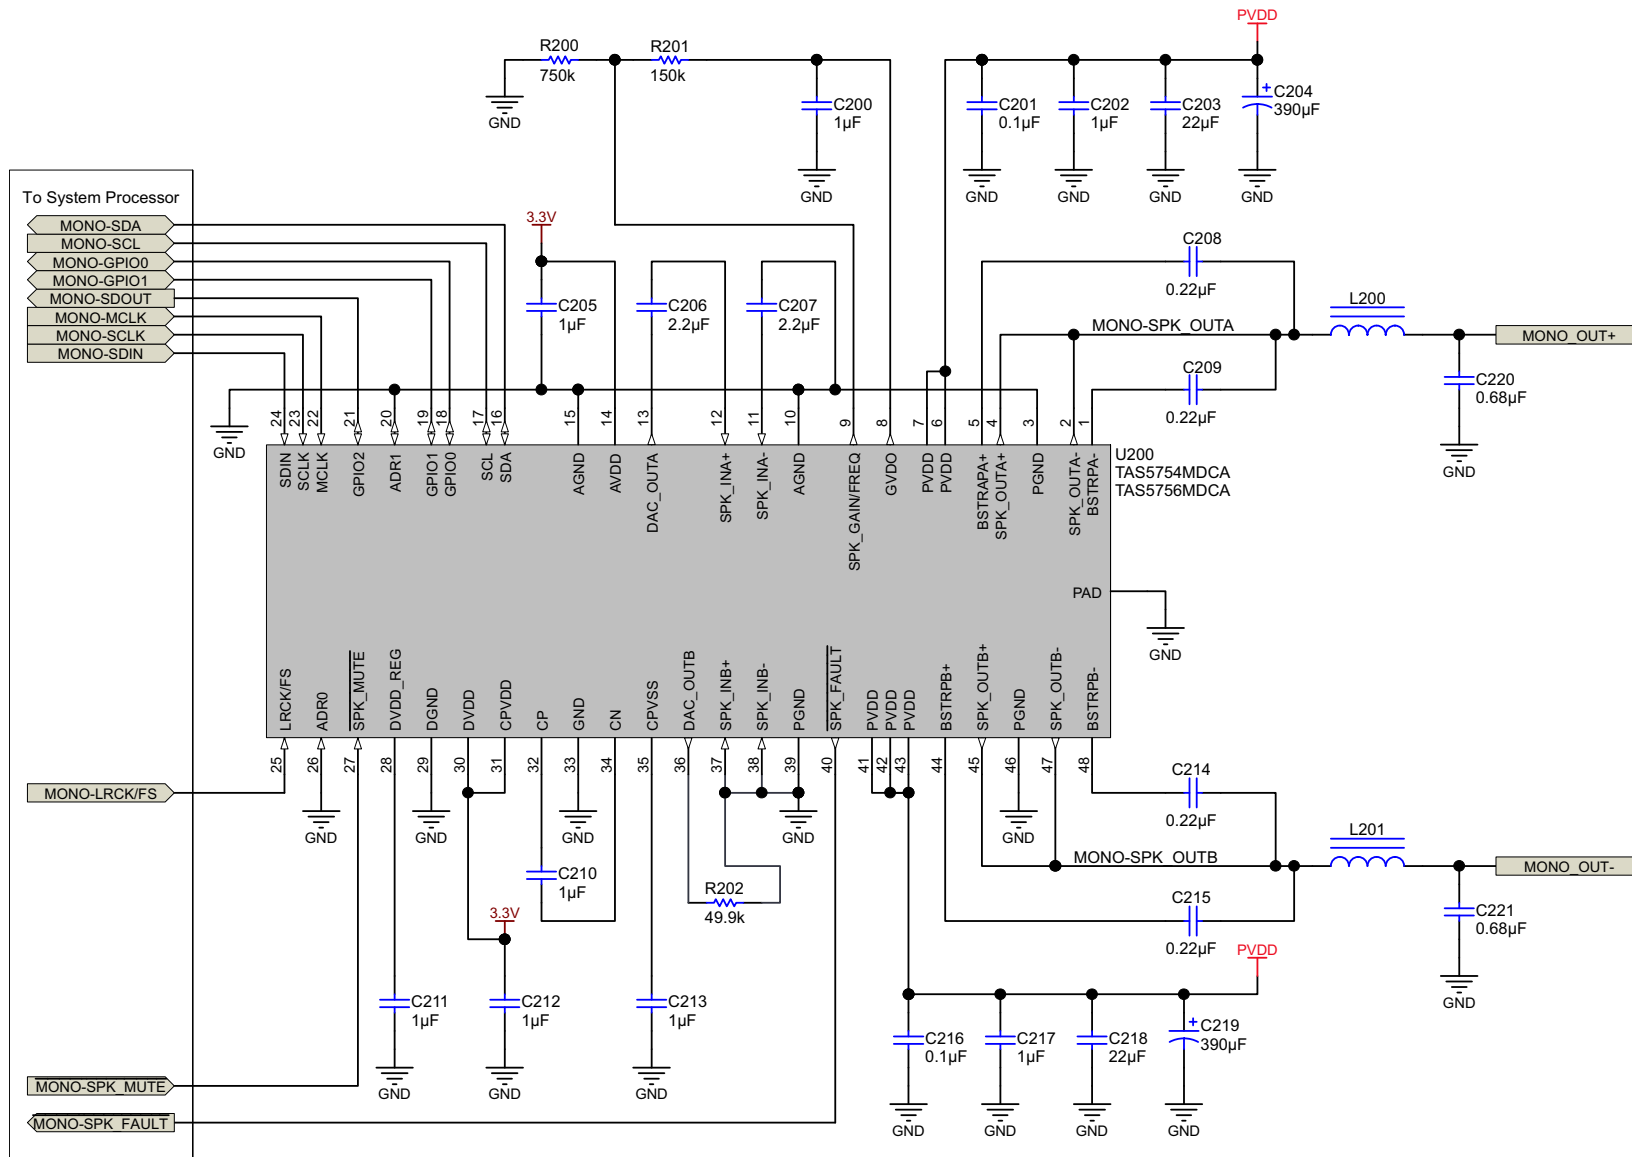 PVDD
R200
750k
R201
150k
C200
1µF
C201
0.1µF
C202
1µF
C203
22µF
+
C204
390µF
GND
GND
GND
GND
GND
GND
To System Processor
MONO-SDA
MONO-SCL
MONO-GPIO0
MONO-GPIO1
MONO-SDOUT
MONO-MCLK
MONO-SCLK
MONO-SDIN
3.3V
C205
1µF
C206
2.2µF
C207
2.2µF
C208
0.22µF
MONO-SPK_OUTA
C209
0.22µF
L200
MONO_OUT+
C220
0.68µF
GND
GND
24
23
22
21
20
19
18
17
16
15
14
13
12
11
10
9
8
7
6
5
4
3
2
1
SDIN
SCLK
MCLK
GPIO2
ADR1
GPIO1
GPIO0
SCL
SDA
AGND
AVDD
DAC_OUTA
SPK_INA+
SPK_INA-
AGND
SPK_GAIN/FREQ
GVDO
PVDD
PVDD
BSTRAPA+
SPK_OUTA+
PGND
SPK_OUTA-
BSTRPA-
U200
TAS5754MDCA
TAS5756MDCA
PAD
GND
LRCK/FS
ADR0
SPK_MUTE
DVDD_REG
DGND
DVDD
CPVDD
CP
GND
CN
CPVSS
DAC_OUTB
SPK_INB+
SPK_INB-
PGND
SPK_FAULT
PVDD
PVDD
PVDD
BSTRPB+
SPK_OUTB+
PGND
SPK_OUTB-
BSTRPB-
25
26
27
28
29
30
31
32
33
34
35
36
37
38
39
40
41
42
43
44
45
46
47
48
MONO-LRCK/FS
GND
GND
GND
GND
GND
C214
0.22µF
L201
MONO-SPK_OUTB
MONO_OUT-
C210
1µF
R202
49.9k
C215
0.22µF
C221
0.68µF
GND
3.3V
PVDD
C211
1µF
C212
1µF
C213
1µF
C216
0.1µF
C217
1µF
C218
22µF
+
C219
390µF
GND
GND
GND
GND
GND
GND
GND
MONO-SPK_MUTE
MONO-SPK_FAULT